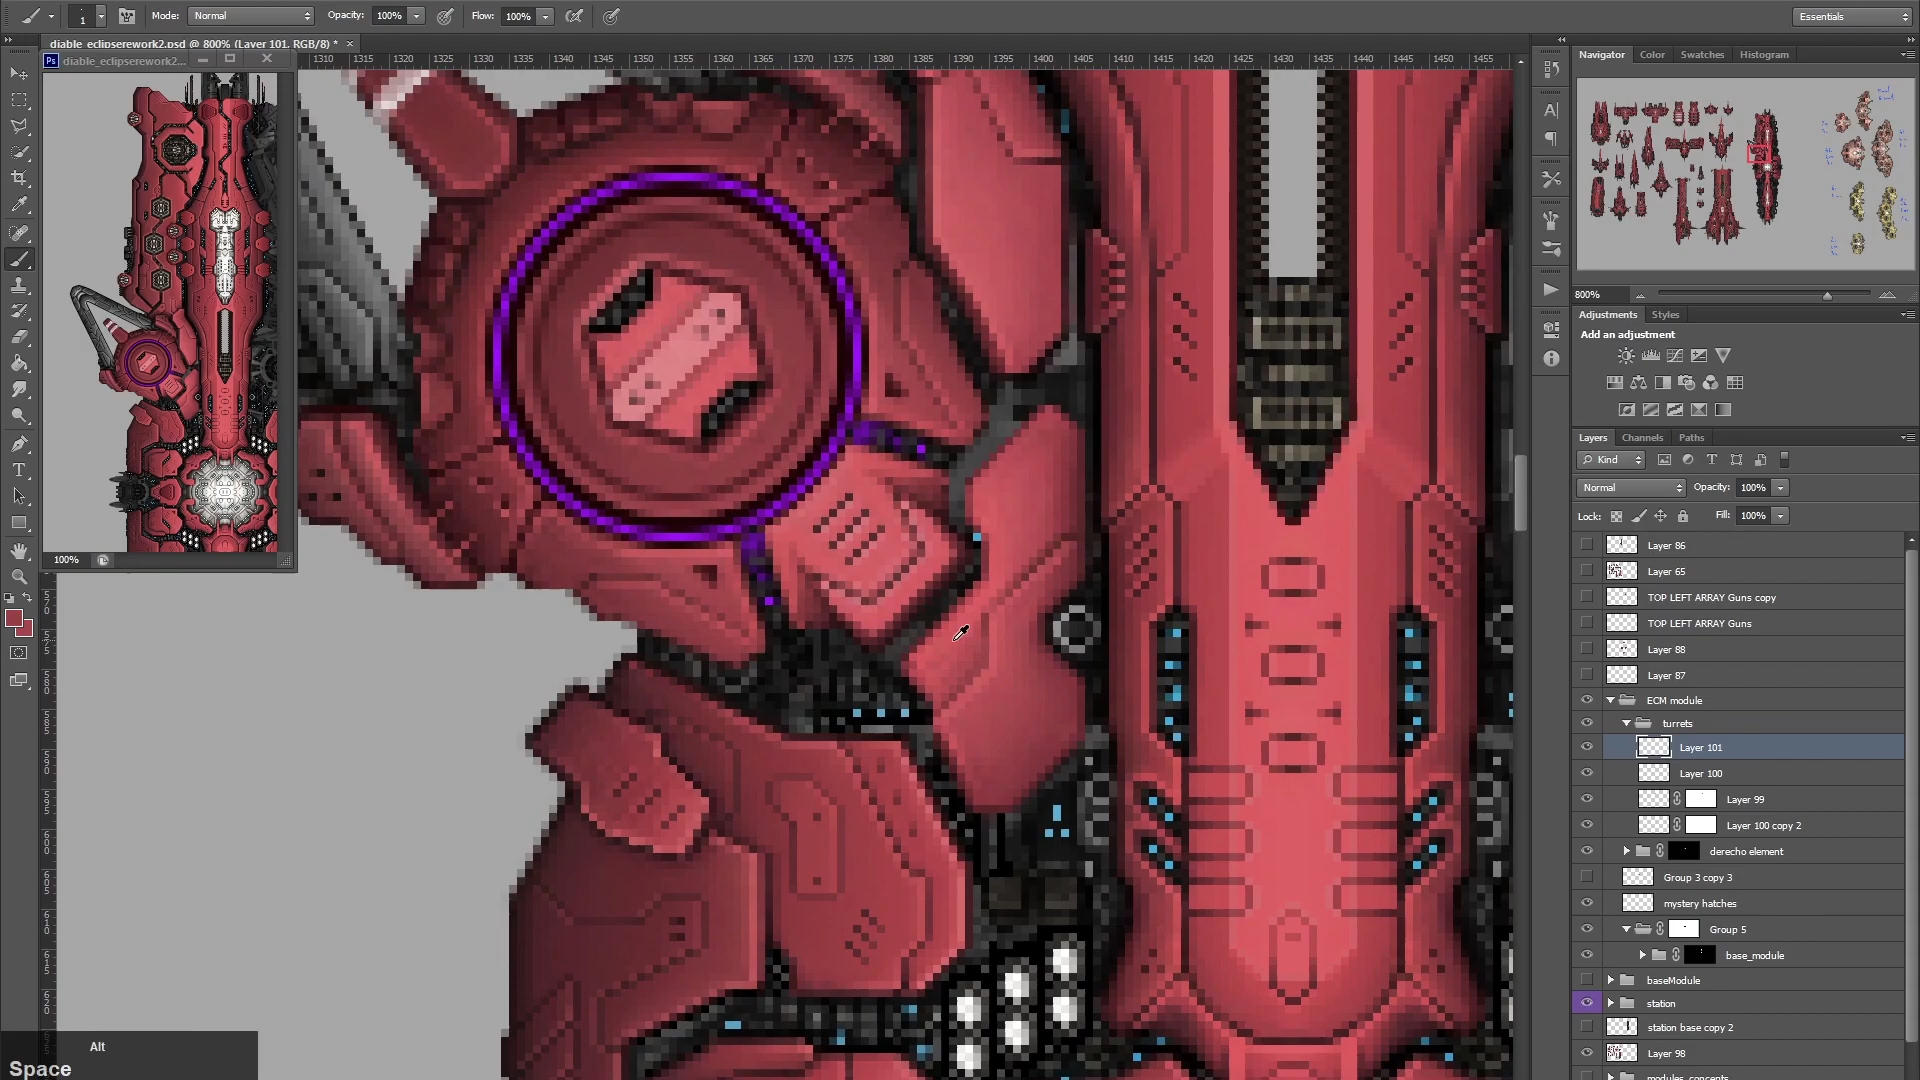 1 Mode: Normal Opacity: 100% Flow: 100% Essentials
diable_eclipserework2.psd @ 800% (Layer 101, RGB/8) *
Ps diable_eclipserework2...
1310 1315 1320 1325 1330 1335 1340 1345 1350 1355 1360 1365 1370 1375 1380 1385 1390 1395 1400 1405 1410 1415 1420 1425 1430 1435 1440 1445 1450 1455
Navigator Color Swatches Histogram
800%
Adjustments Styles
Add an adjustment
Layers Channels Paths
Kind
Normal Opacity: 100%
Lock: Fill: 100%
Layer 86
Layer 65
TOP LEFT ARRAY Guns copy
TOP LEFT ARRAY Guns
Layer 88
Layer 87
ECM module
turrets
Layer 101
Layer 100
Layer 99
Layer 100 copy 2
derecho element
Group 3 copy 3
mystery hatches
Group 5
base_module
baseModule
station
station base copy 2
Layer 98
modules_concepts
100%
Alt
Space